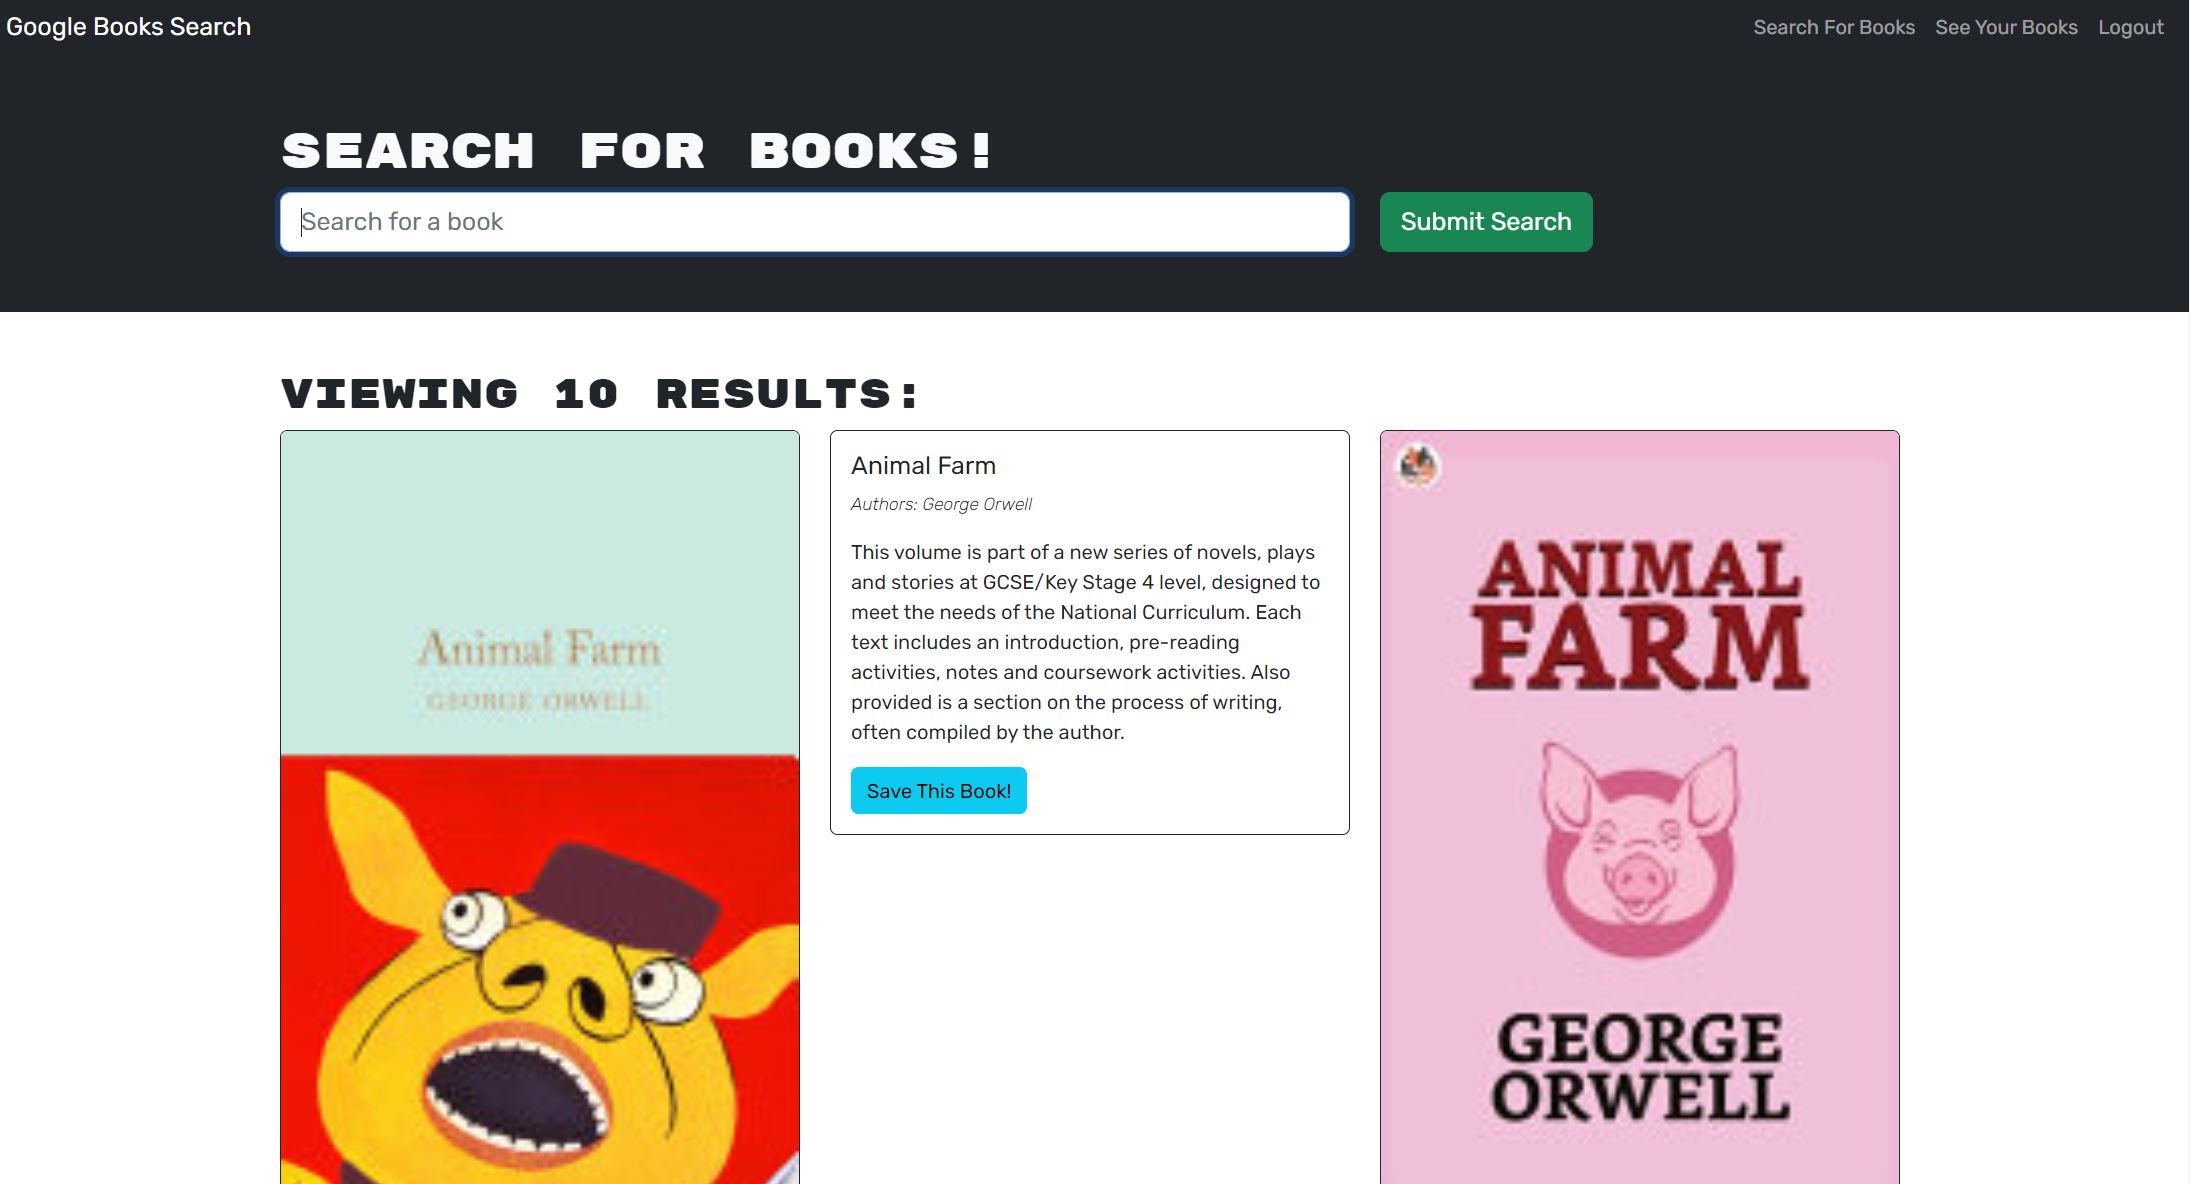 Google Books Search
Search For Books See Your Books Logout
SEARCH FOR BOOKS!
Search for a book
Submit Search
VIEWING 10 RESULTS:
Animal Farm
GEORGE ORWELL
Animal Farm
Authors: George Orwell
This volume is part of a new series of novels, plays
and stories at GCSE/Key Stage 4 level, designed to
meet the needs of the National Curriculum. Each
text includes an introduction, pre-reading
activities, notes and coursework activities. Also
provided is a section on the process of writing,
often compiled by the author.
Save This Book!
ANIMAL
FARM
GEORGE
ORWELL